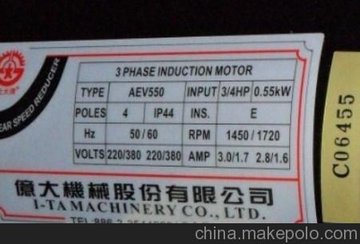 3 PHASE INDUCTION MOTOR
TYPE AEV550 INPUT 3/4HP 0.55kW
POLES 4 IP44 INS. E
Hz 50/60 RPM 1450/1720
VOLTS 220/380 220/380 AMP 3.0/1.7 2.8/1.6
EAR SPEED REDUCER
億大機械股份有限公司
I-TA MACHINERY CO., LTD.
C06455
china.makepolo.com